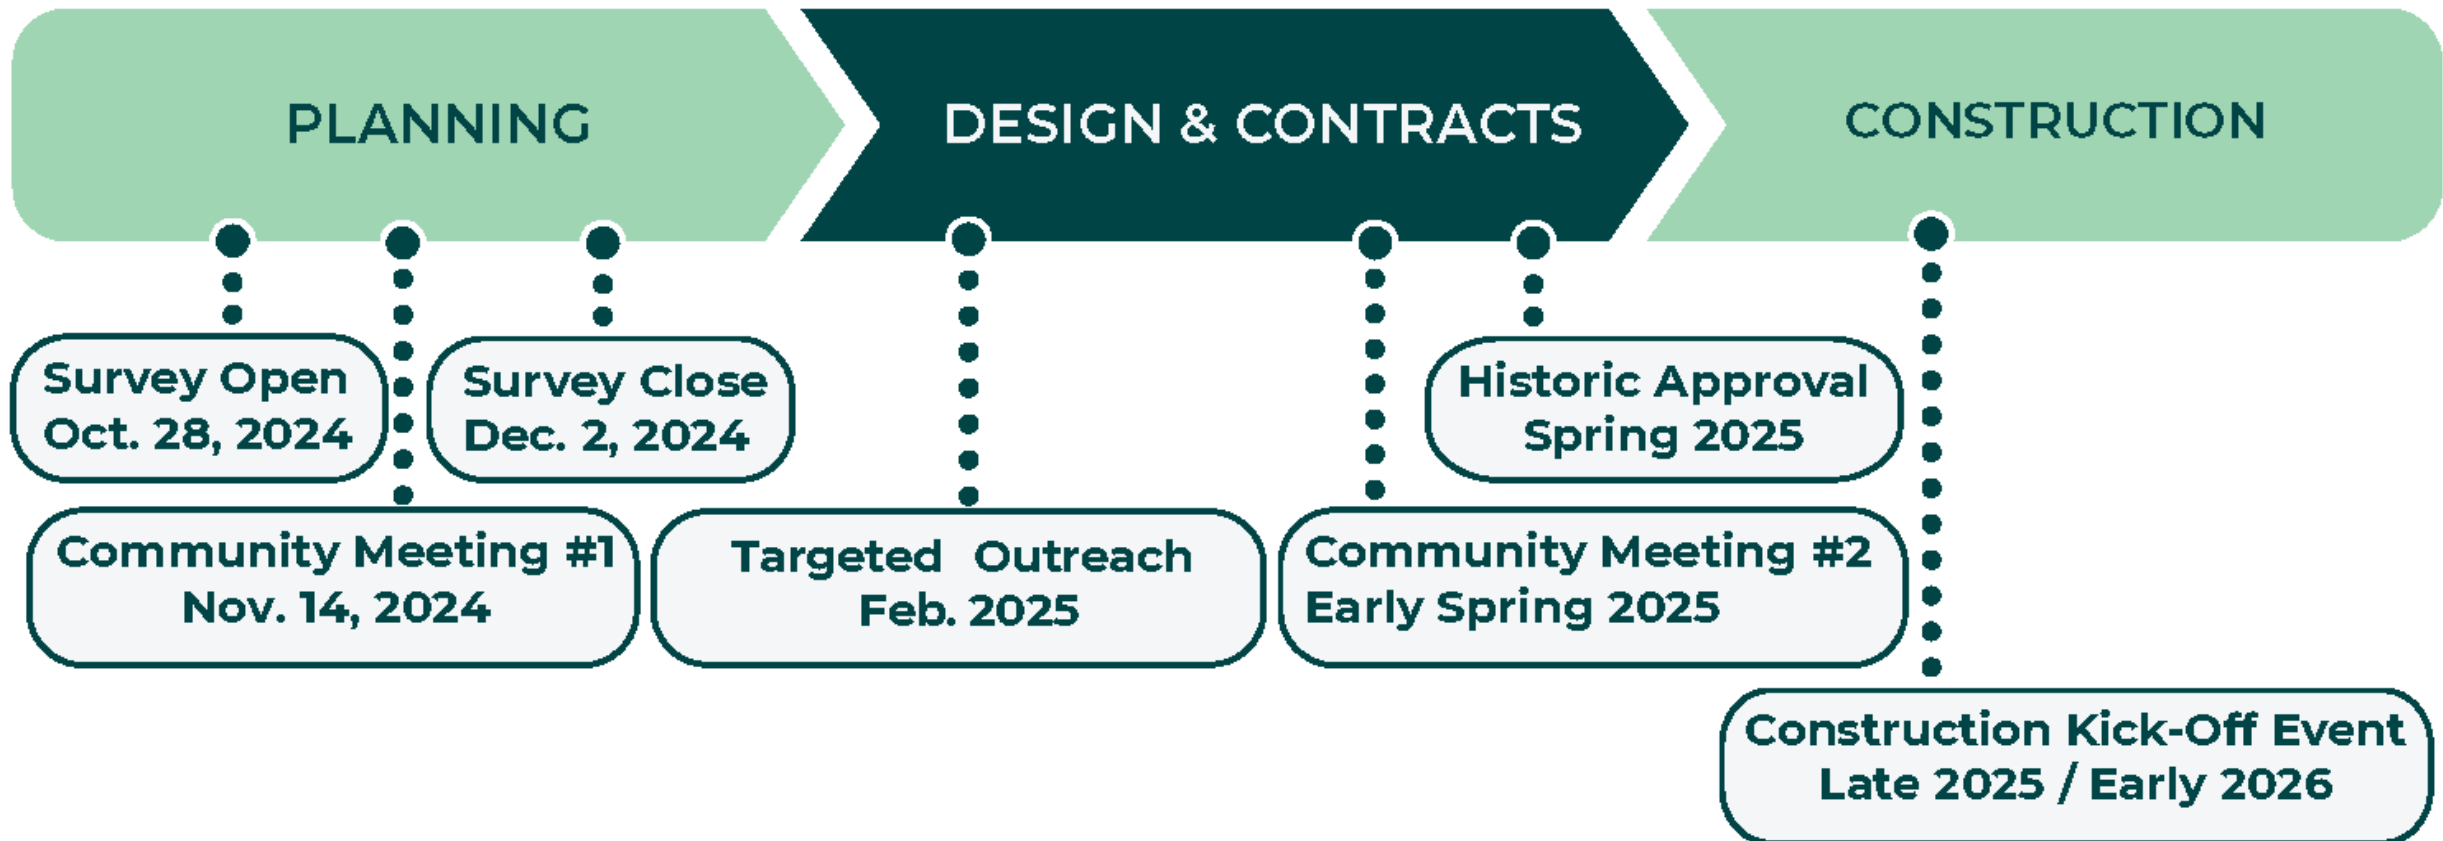 PLANNING
DESIGN & CONTRACTS
CONSTRUCTION
Survey Open
Oct. 28, 2024
Survey Close
Dec. 2, 2024
Historic Approval
Spring 2025
Community Meeting #1
Nov. 14, 2024
Targeted Outreach
Feb. 2025
Community Meeting #2
Early Spring 2025
Construction Kick-Off Event
Late 2025 / Early 2026